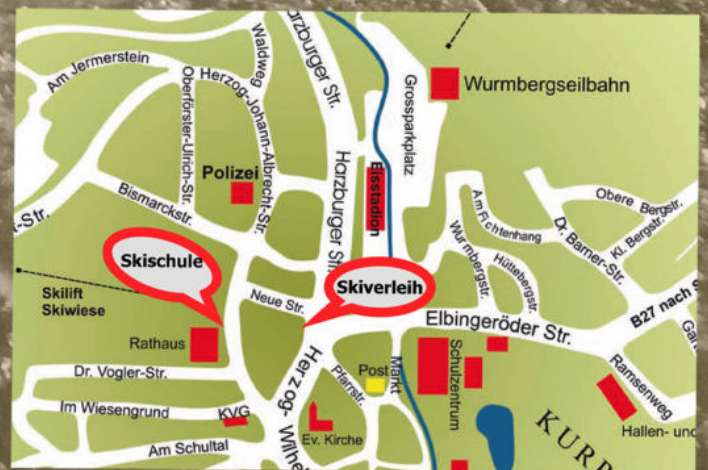 Am Jermerstein
Waldweg
Harzburger Str.
Herzog-Johann-Albrecht-Str.
Oberförster-Ulrich-Str.
Grossparkplatz
Wurmbergseilbahn
Polizei
Bismarckstr.
Harzburger Str.
Eisstadion
Am Fichtenhang
Obere Bergstr.
Kl. Bergstr.
Dr. Barner-Str.
Wurmbergstr.
Hüttebergstr.
r-Str.
Skischule
Skiverleih
Skilift
Skiwiese
Neue Str.
Elbingeröder Str.
B27 nach S
Rathaus
Dr. Vogler-Str.
Herzog-Wilhel
Pfarrstr.
Post
Markt
Schulzentrum
Ramsenweg
Im Wiesengrund
KVG
Ev. Kirche
Am Schultal
Hallen- und
KURP